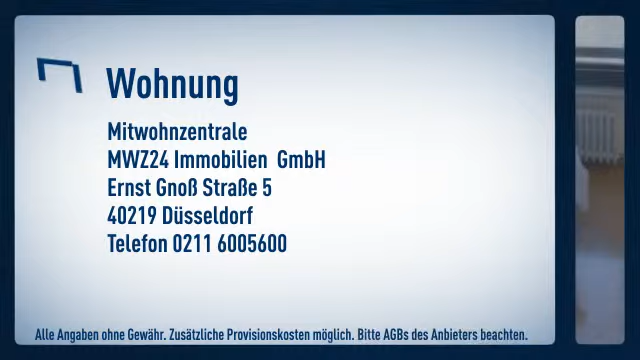 Wohnung
Mitwohnzentrale
MWZ24 Immobilien GmbH
Ernst Gnoß Straße 5
40219 Düsseldorf
Telefon 0211 6005600
Alle Angaben ohne Gewähr. Zusätzliche Provisionskosten möglich. Bitte AGBs des Anbieters beachten.